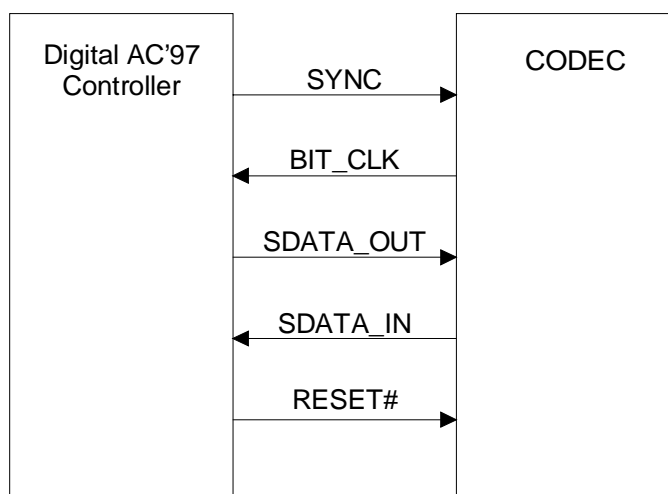 Digital AC'97
Controller
CODEC
SYNC
BIT_CLK
SDATA_OUT
SDATA_IN
RESET#